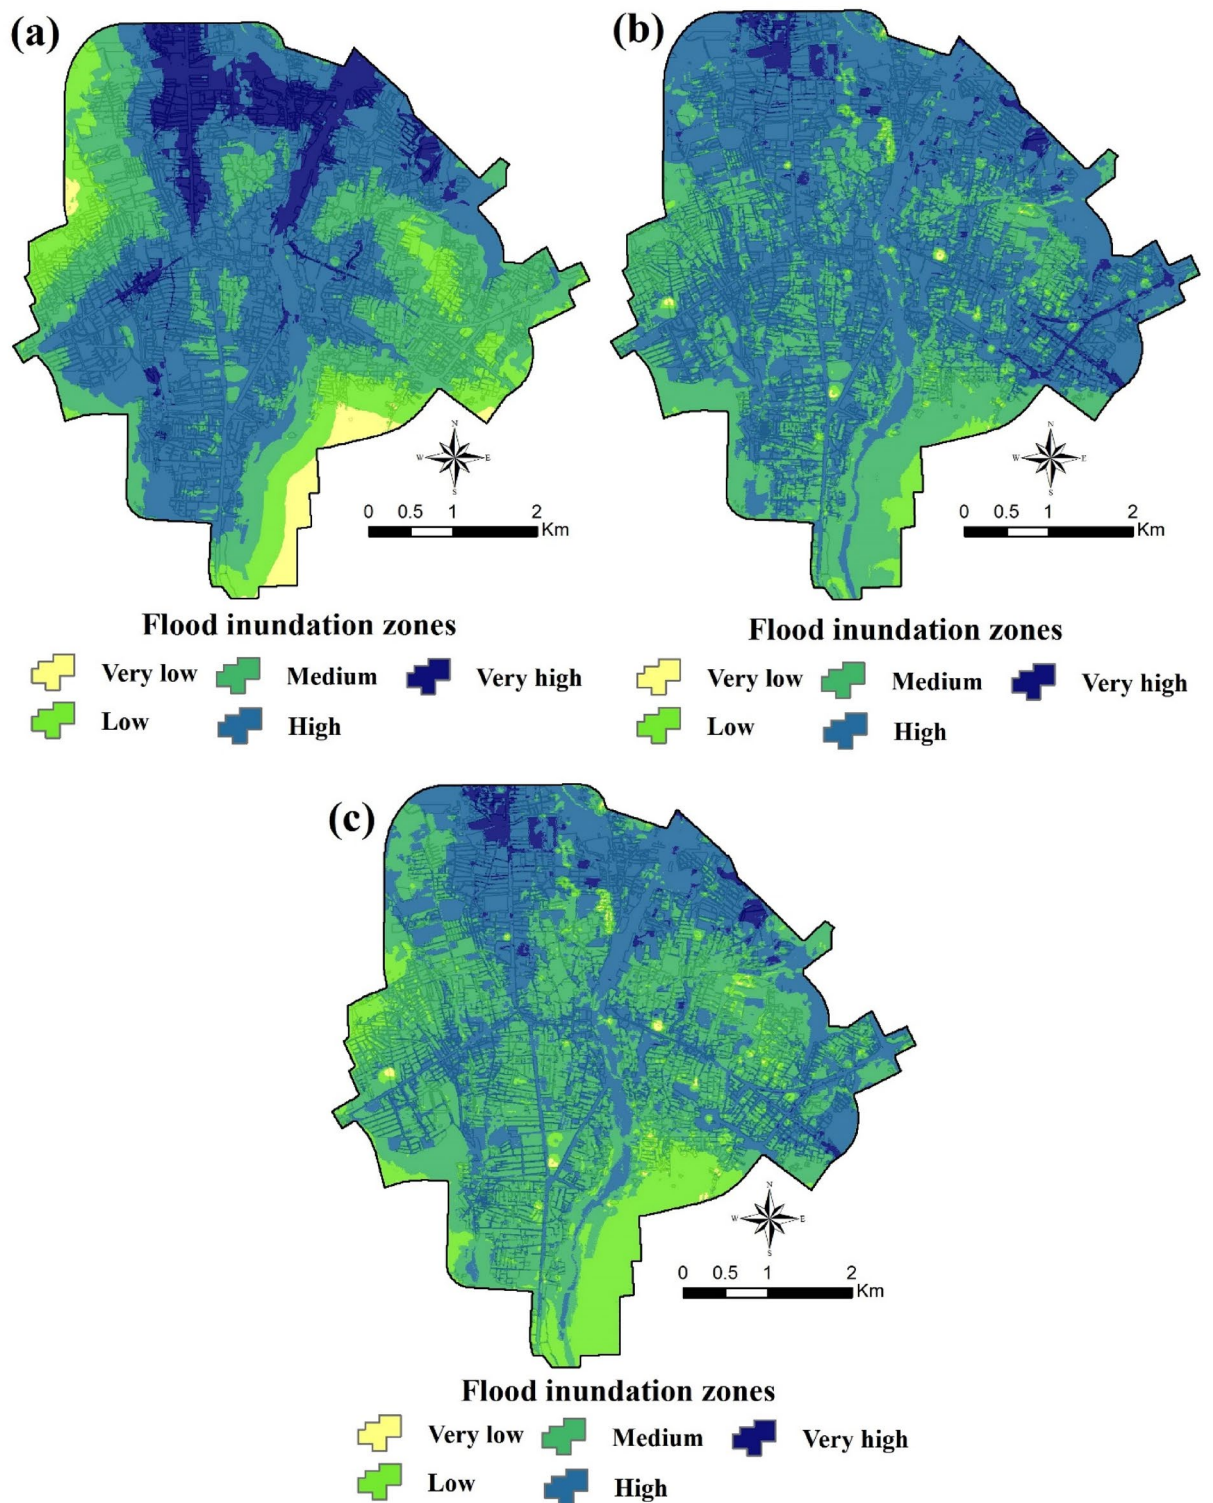 (a)
N
W E
S
0 0.5 1 2
Km
Flood inundation zones
Very low Medium Very high
Low High
(b)
N
W E
S
0 0.5 1 2
Km
Flood inundation zones
Very low Medium Very high
Low High
(c)
N
W E
S
0 0.5 1 2
Km
Flood inundation zones
Very low Medium Very high
Low High